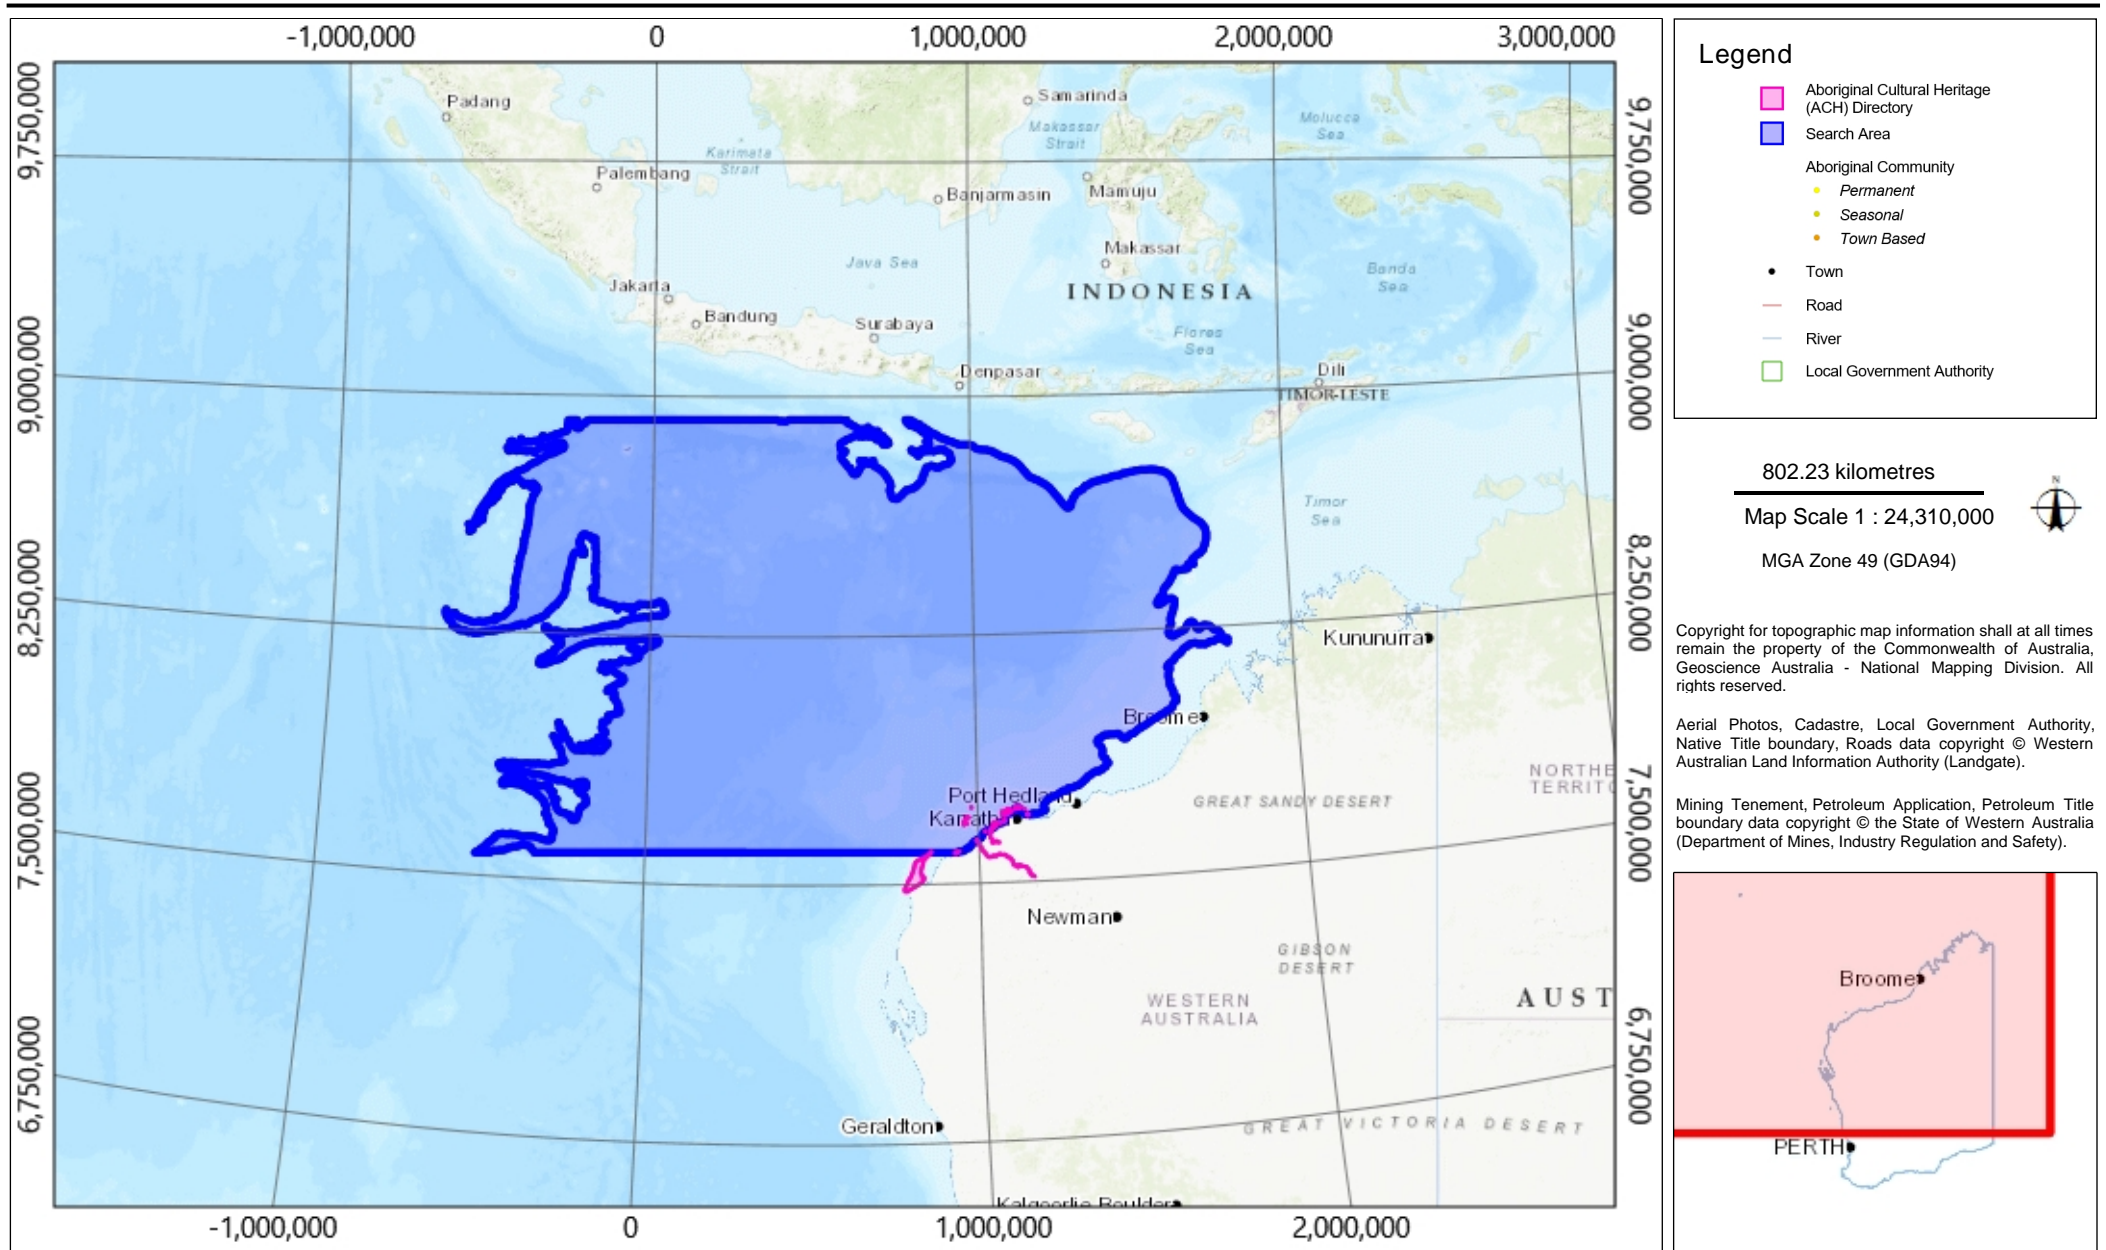 -1,000,000 0 1,000,000 2,000,000 3,000,000
9,750,000
9,000,000
8,250,000
7,500,000
6,750,000
Padang
Samarinda
Makassar
Strait
Molucca
Sea
Karimata
Strait
Palembang
Banjarmasin
Mamuju
Makassar
Java Sea
Banda
Sea
Jakarta
INDONESIA
Bandung
Surabaya
Flores
Sea
Denpasar
Dili
TIMOR-LESTE
Timor
Sea
Kununurra
Broome
NORTHE
TERRITO
Port Hedland
GREAT SANDY DESERT
Karratha
Newman
GIBSON
DESERT
WESTERN
AUSTRALIA
AUST
Geraldton
GREAT VICTORIA DESERT
Kalgoorlie Boulder
9,750,000
9,000,000
8,250,000
7,500,000
6,750,000
-1,000,000 0 1,000,000 2,000,000
Legend
Aboriginal Cultural Heritage
(ACH) Directory
Search Area
Aboriginal Community
Permanent
Seasonal
Town Based
Town
Road
River
Local Government Authority
802.23 kilometres
Map Scale 1 : 24,310,000
MGA Zone 49 (GDA94)
N
Copyright for topographic map information shall at all times
remain the property of the Commonwealth of Australia,
Geoscience Australia - National Mapping Division. All
rights reserved.
Aerial Photos, Cadastre, Local Government Authority,
Native Title boundary, Roads data copyright © Western
Australian Land Information Authority (Landgate).
Mining Tenement, Petroleum Application, Petroleum Title
boundary data copyright © the State of Western Australia
(Department of Mines, Industry Regulation and Safety).
Broome
PERTH